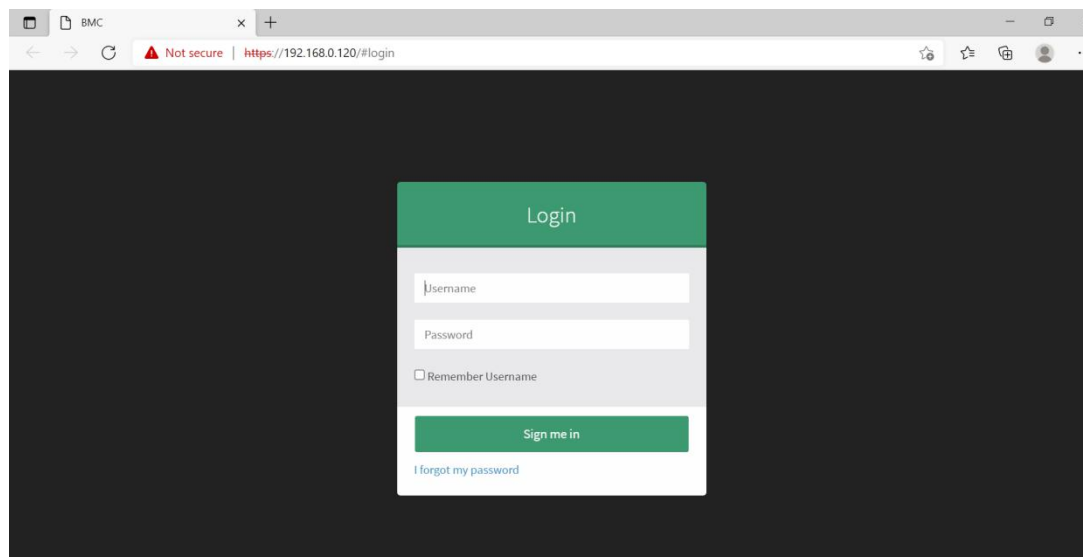 BMC
Not secure | https://192.168.0.120/#login
Login
Username
Password
Remember Username
Sign me in
I forgot my password